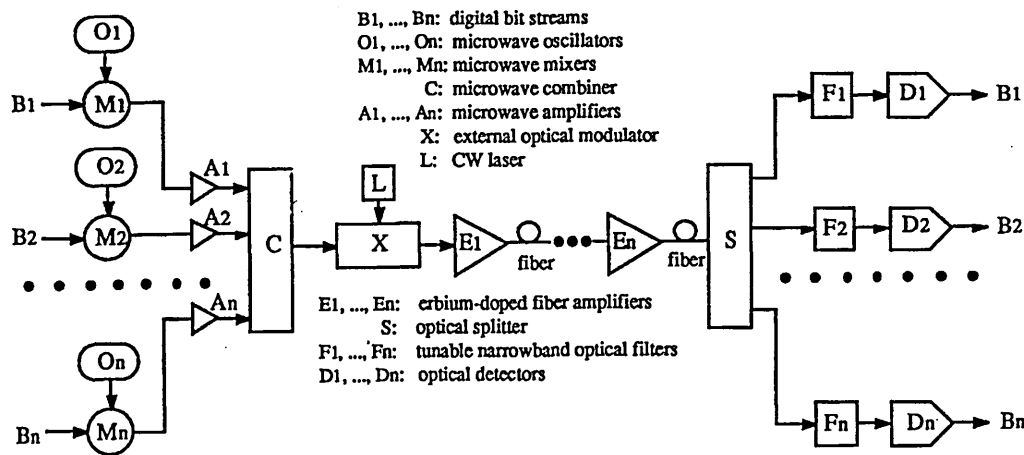 B1, ..., Bn: digital bit streams
O1, ..., On: microwave oscillators
M1, ..., Mn: microwave mixers
C: microwave combiner
A1, ..., An: microwave amplifiers
X: external optical modulator
L: CW laser
O1
B1
M1
A1
O2
B2
M2
A2
An
On
Bn
Mn
C
L
X
E1
fiber
En
fiber
S
F1
D1
B1
F2
D2
B2
Fn
Dn
Bn
E1, ..., En: erbium-doped fiber amplifiers
S: optical splitter
F1, ..., Fn: tunable narrowband optical filters
D1, ..., Dn: optical detectors